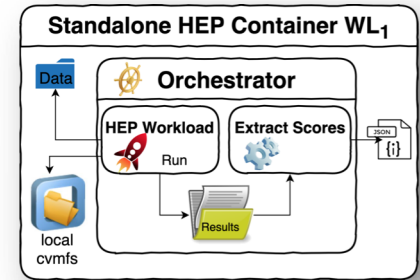 Standalone HEP Container WL1
Data
Orchestrator
HEP Workload
Run
Extract Scores
JSON
{i}
Results
local
cvmfs